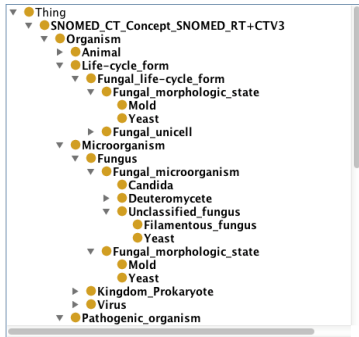 Thing
SNOMED_CT_Concept_SNOMED_RT+CTV3
Organism
Animal
Life-cycle_form
Fungal_life-cycle_form
Fungal_morphologic_state
Mold
Yeast
Fungal_unicell
Microorganism
Fungus
Fungal_microorganism
Candida
Deuteromycete
Unclassified_fungus
Filamentous_fungus
Yeast
Fungal_morphologic_state
Mold
Yeast
Kingdom_Prokaryote
Virus
Pathogenic_organism